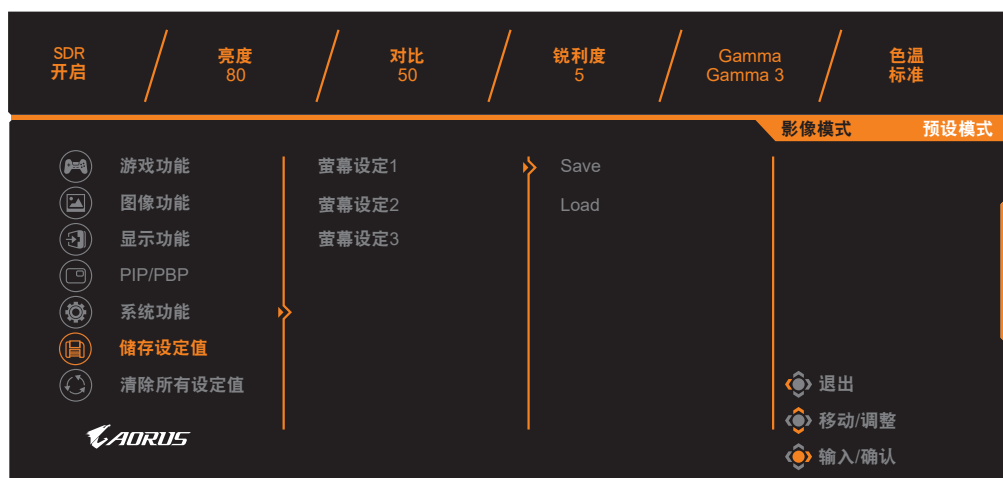 SDR
开启
亮度
80
对比
50
锐利度
5
Gamma
Gamma 3
色温
标准
影像模式 预设模式
游戏功能
图像功能
显示功能
PIP/PBP
系统功能
储存设定值
清除所有设定值
萤幕设定1
萤幕设定2
萤幕设定3
Save
Load
退出
移动/调整
输入/确认
AORUS